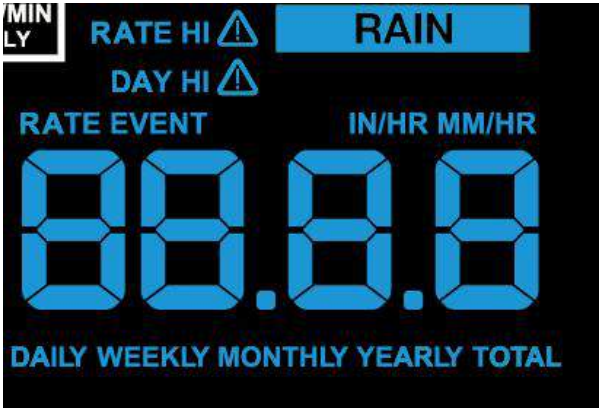 /MIN
LY
RATE HI
RAIN
DAY HI
RATE EVENT
IN/HR MM/HR
88.8.8
DAILY WEEKLY MONTHLY YEARLY TOTAL